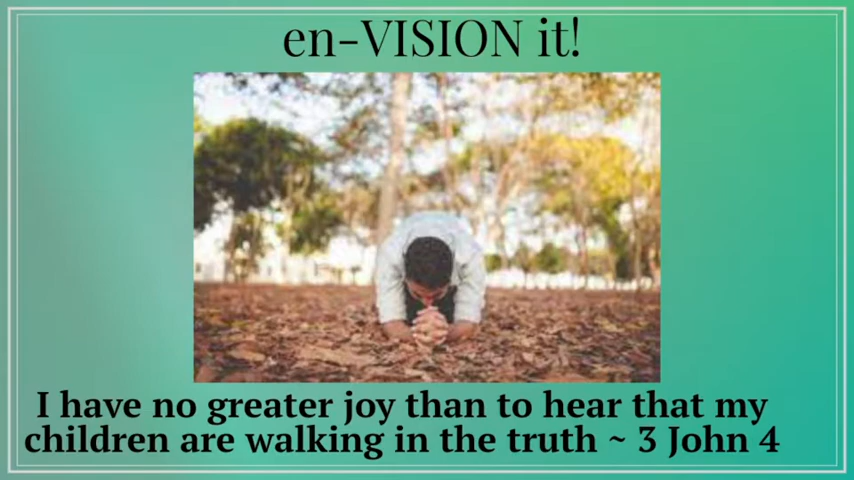 en-VISION it!
I have no greater joy than to hear that my
children are walking in the truth ~ 3 John 4